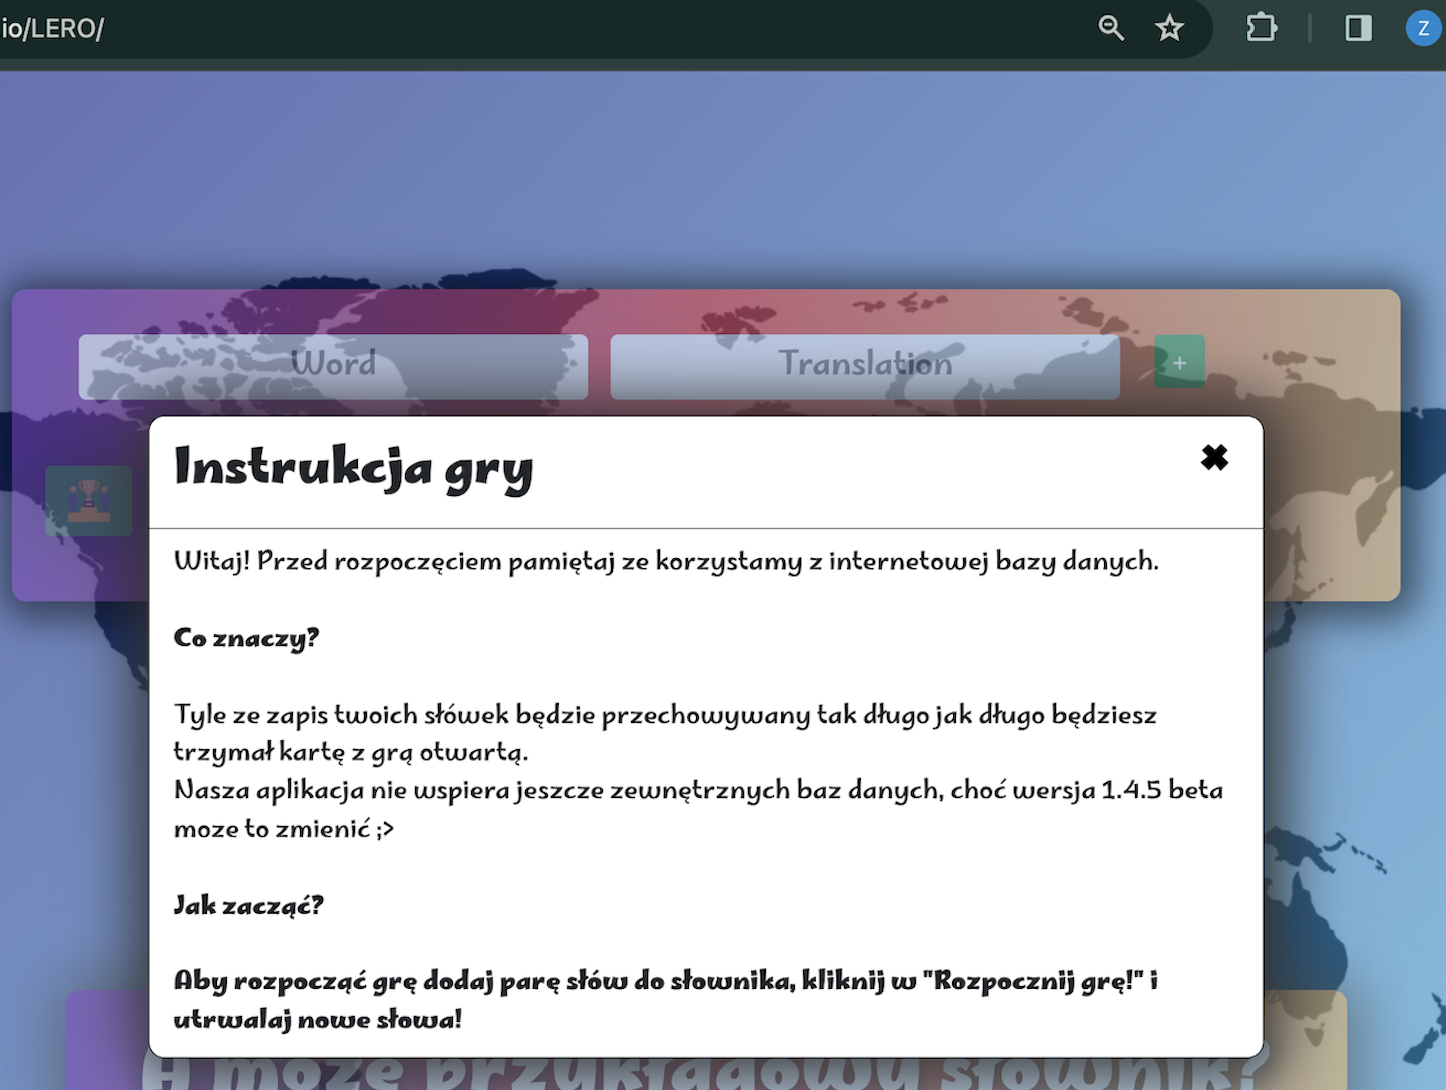 io/LERO/
Z
Word
Translation
+
Instrukcja gry
Witaj! Przed rozpoczęciem pamiętaj ze korzystamy z internetowej bazy danych.
Co znaczy?
Tyle ze zapis twoich słówek będzie przechowywany tak długo jak długo będziesz
trzymał kartę z grą otwartą.
Nasza aplikacja nie wspiera jeszcze zewnętrznych baz danych, choć wersja 1.4.5 beta
moze to zmienić ;>
Jak zacząć?
Aby rozpocząć grę dodaj parę słów do słownika, kliknij w "Rozpocznij grę!" i
utrwalaj nowe słowa!
A może przykładowy słownik?